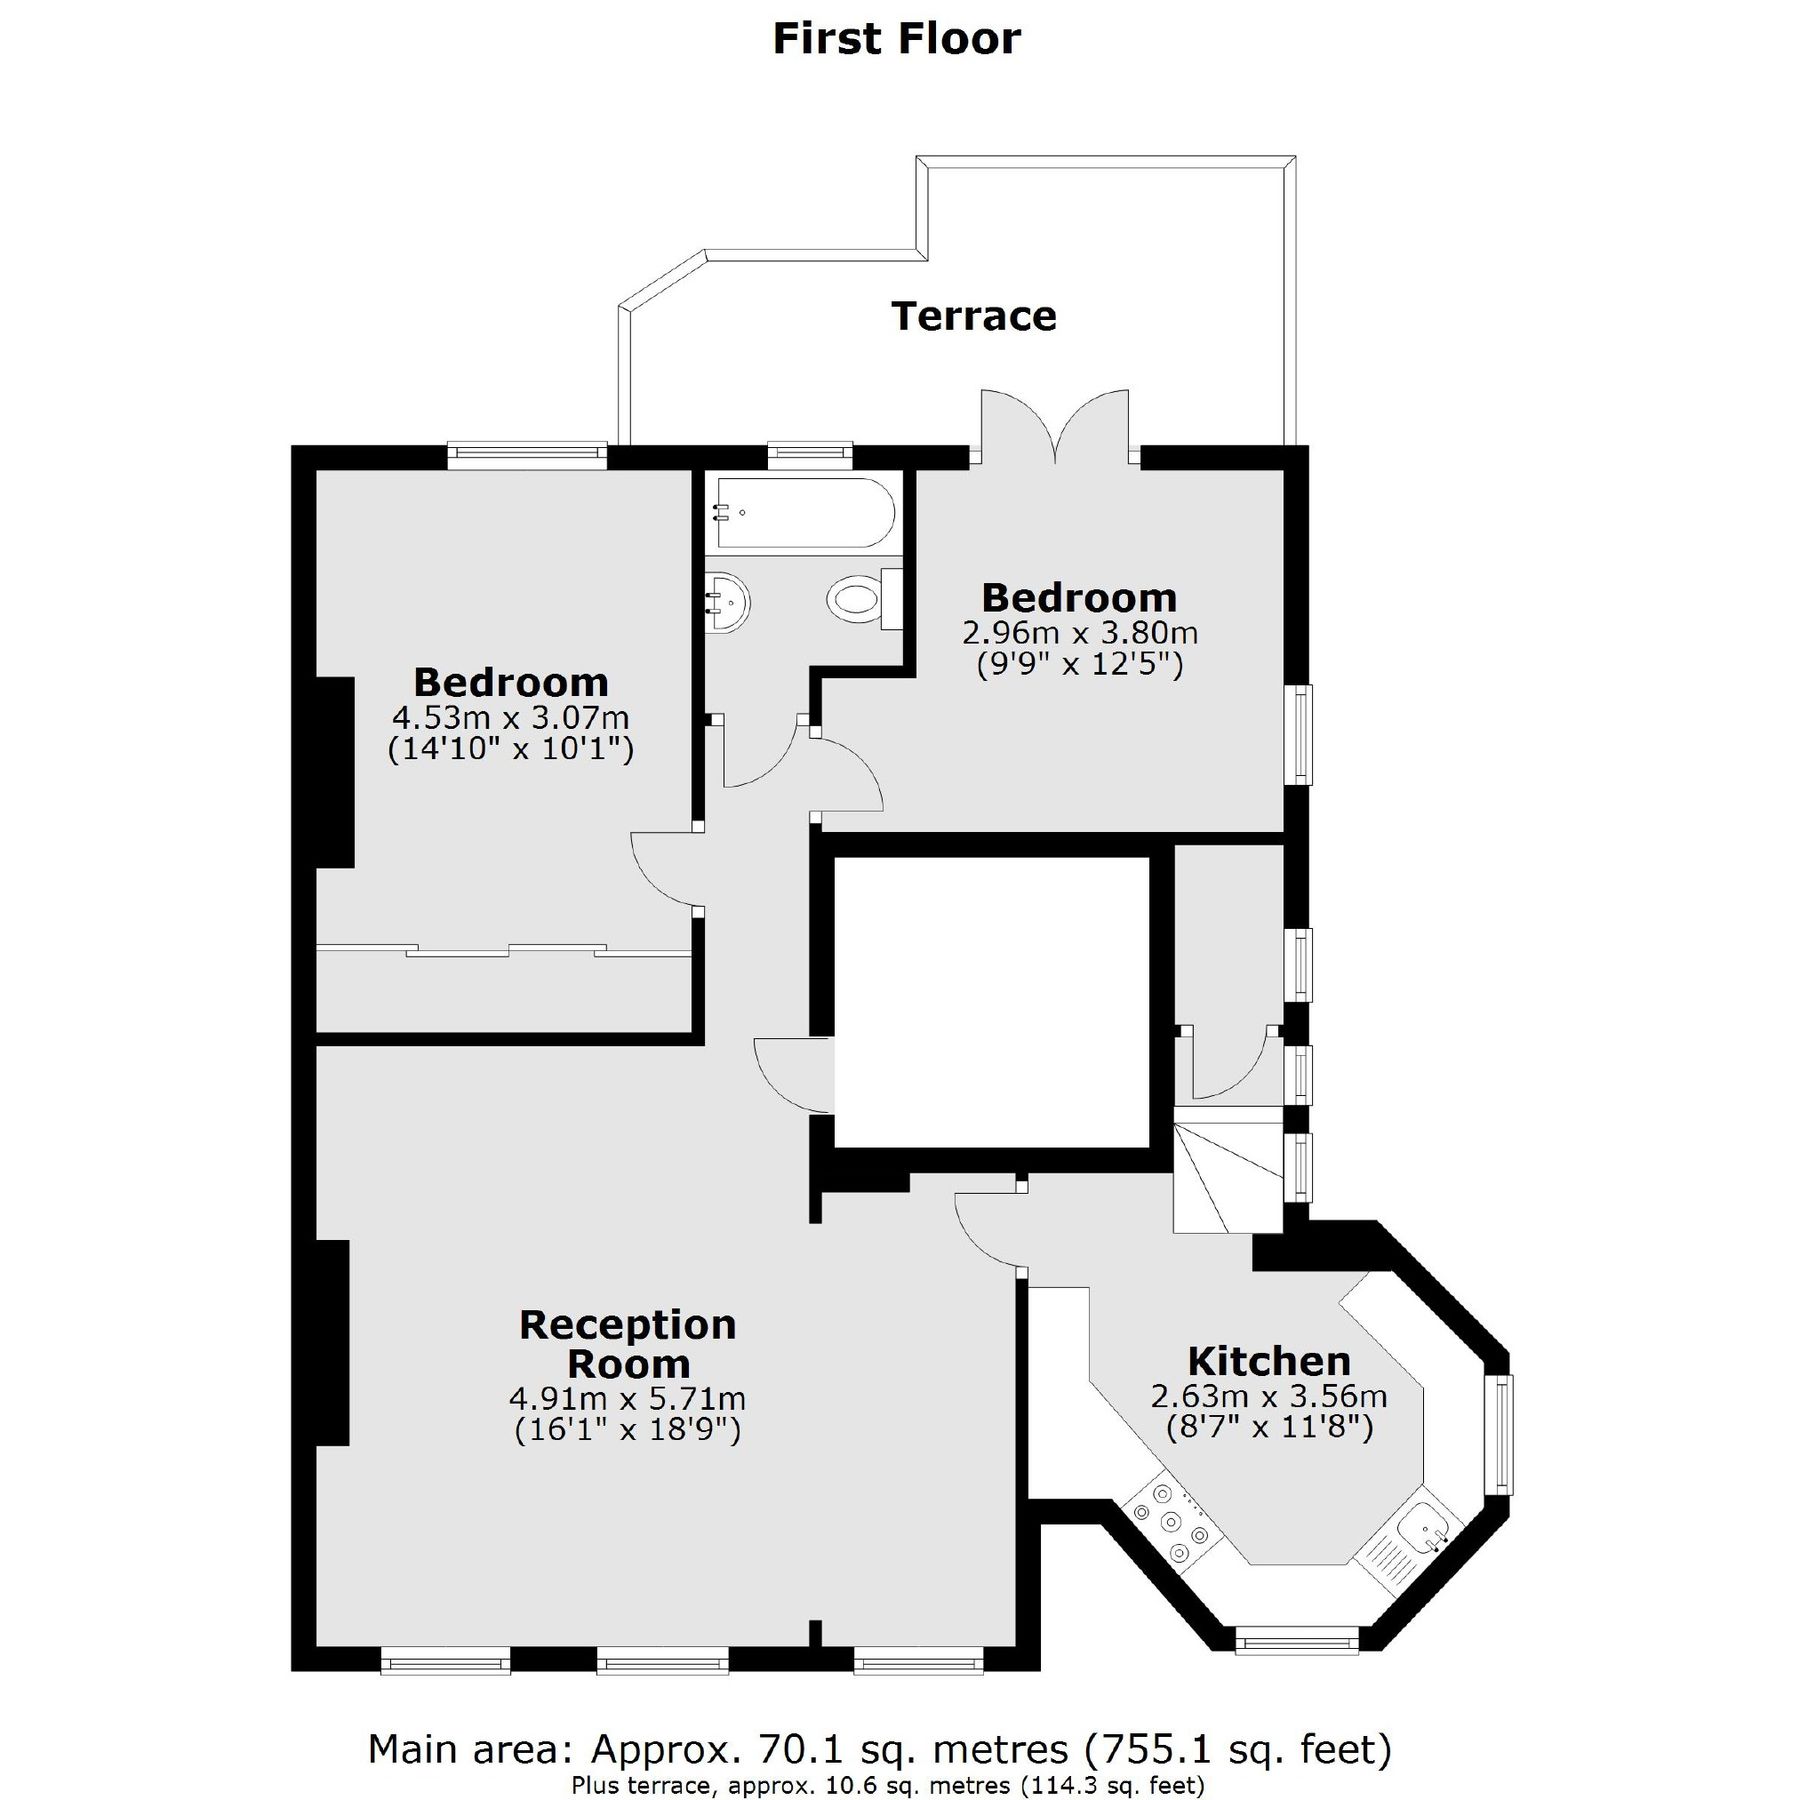 First Floor
Terrace
Bedroom
2.96m x 3.80m
(9'9" x 12'5")
Bedroom
4.53m x 3.07m
(14'10" x 10'1")
Reception
Room
4.91m x 5.71m
(16'1" x 18'9")
Kitchen
2.63m x 3.56m
(8'7" x 11'8")
Main area: Approx. 70.1 sq. metres (755.1 sq. feet)
Plus terrace, approx. 10.6 sq. metres (114.3 sq. feet)